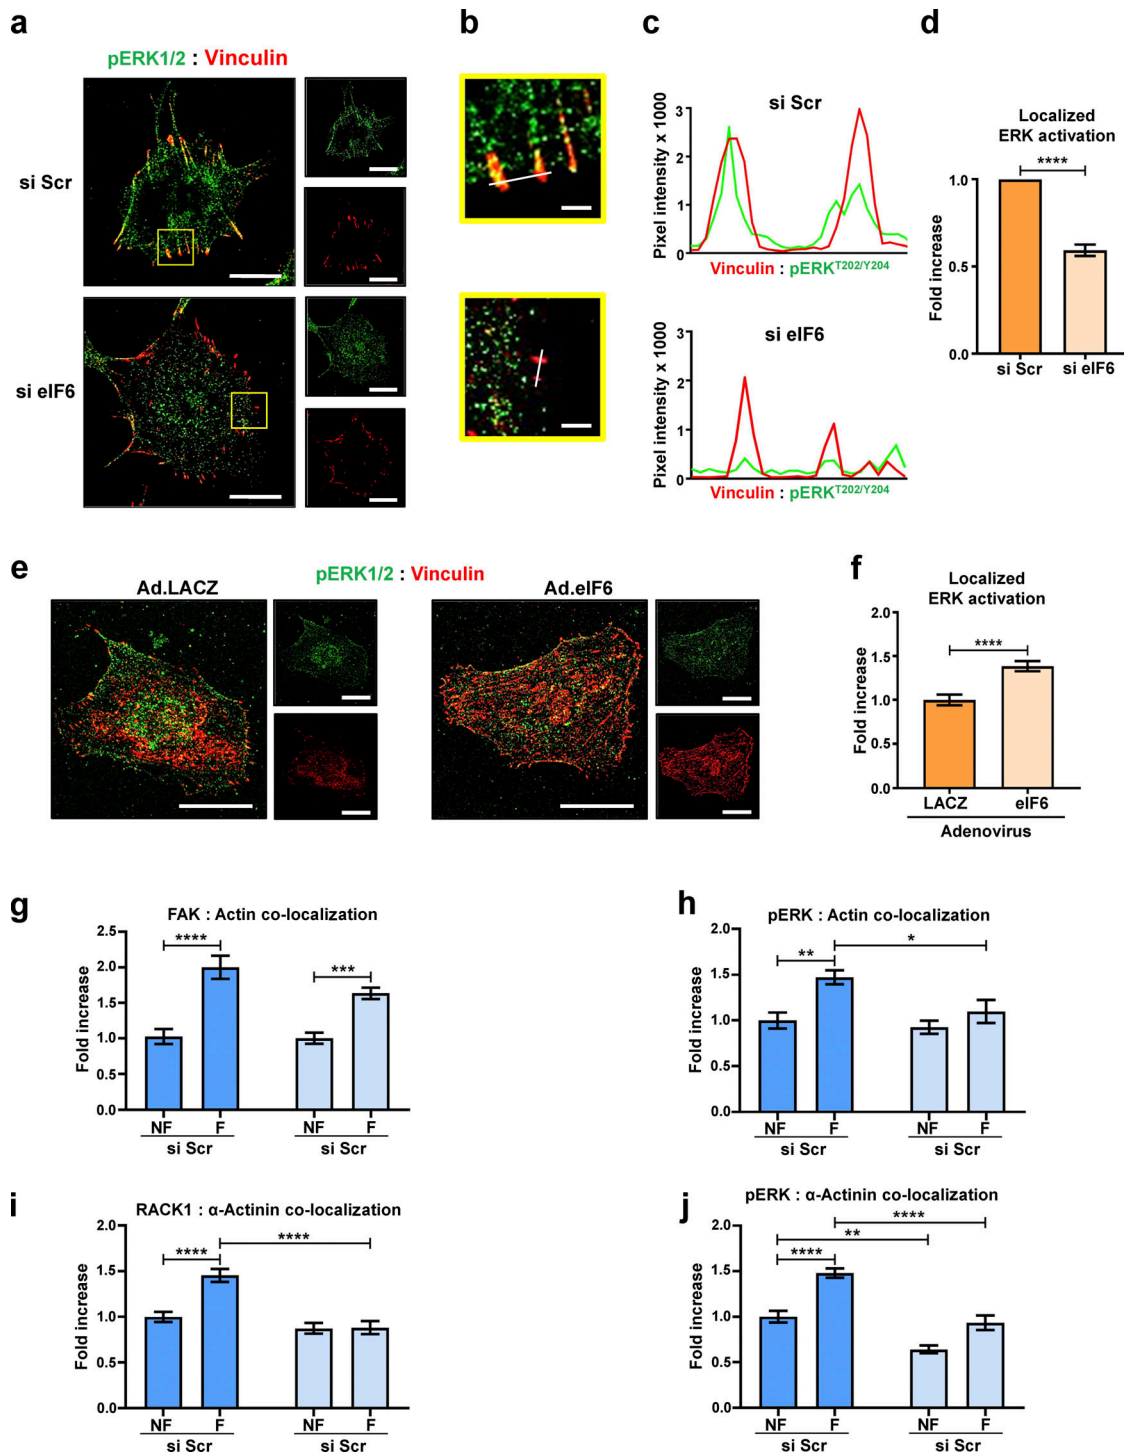 a
pERK1/2 : Vinculin
si Scr
si eIF6
b
c
si Scr
Pixel intensity x 1000
3
2
1
0
Vinculin : pERKT202/Y204
si eIF6
Pixel intensity x 1000
3
2
1
0
Vinculin : pERKT202/Y204
d
Localized
ERK activation
****
Fold increase
1.0
0.5
0.0
si Scr si eIF6
e
pERK1/2 : Vinculin
Ad.LACZ
Ad.eIF6
f
Localized
ERK activation
****
Fold increase
2.0
1.5
1.0
0.5
0.0
LACZ eIF6
Adenovirus
g
FAK : Actin co-localization
Fold increase
2.5
2.0
1.5
1.0
0.5
0.0
****
***
NF F NF F
si Scr si Scr
h
pERK : Actin co-localization
Fold increase
2.0
1.5
1.0
0.5
0.0
**
*
NF F NF F
si Scr si Scr
i
RACK1 : α-Actinin co-localization
Fold increase
2.0
1.5
1.0
0.5
0.0
****
****
NF F NF F
si Scr si Scr
j
pERK : α-Actinin co-localization
Fold increase
2.0
1.5
1.0
0.5
0.0
****
**
****
NF F NF F
si Scr si Scr